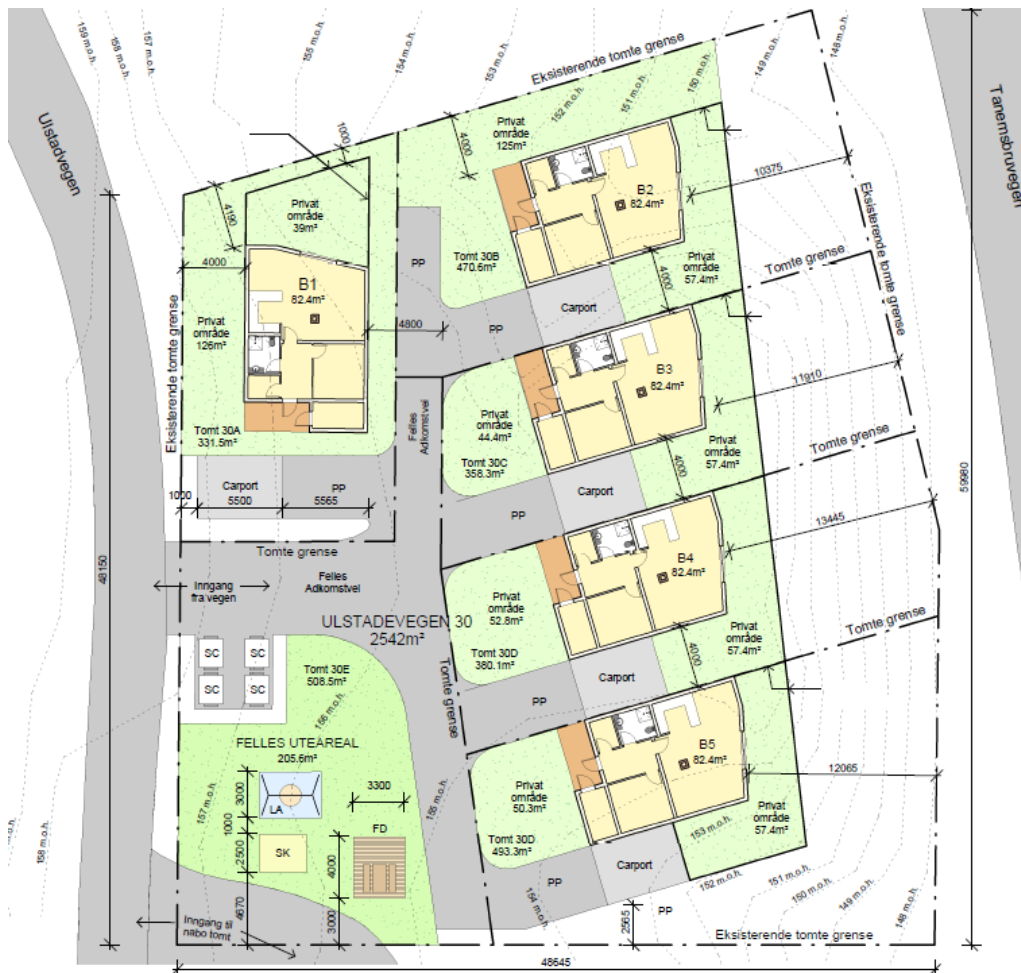 159 m.o.h.
158 m.o.h.
157 m.o.h.
155 m.o.h.
154 m.o.h.
153 m.o.h.
Eksisterende tomte grense
152 m.o.h.
151 m.o.h.
150 m.o.h.
149 m.o.h.
148 m.o.h.
Ulstadvegen
Tanemsbruvegen
1000
4000
Privat
område
125m²
B2
82.4m²
10375
Eksisterende tomte grense
4190
Privat
område
39m²
4000
B1
82.4m²
PP
Tomt 30B
470.6m²
4000
Privat
område
57.4m²
Tomte grense
Eksisterende tomte grense
Privat
område
126m²
4800
PP
Carport
B3
82.4m²
11910
Tomt 30A
331.5m²
Felles
Adkomstvei
Privat
område
44.4m²
Tomt 30C
358.3m²
4000
Privat
område
57.4m²
Tomte grense
59980
1000
Carport
5500
PP
5565
PP
Carport
B4
82.4m²
13445
48150
Tomte grense
Inngang
fra vegen
Felles
Adkomstvei
ULSTADEVEGEN 30
2542m²
Privat
område
52.8m²
Tomt 30D
380.1m²
4000
Privat
område
57.4m²
Tomte grense
SC
SC
SC
SC
Tomt 30E
508.5m²
156 m.o.h.
Tomte grense
PP
Carport
B5
82.4m²
12065
FELLES UTEAREAL
205.6m²
157 m.o.h.
158 m.o.h.
3000
LA
3300
FD
155 m.o.h.
Privat
område
50.3m²
Tomt 30D
493.3m²
Privat
område
57.4m²
153 m.o.h.
1000
2500
SK
4000
Carport
PP
154 m.o.h.
152 m.o.h.
151 m.o.h.
150 m.o.h.
149 m.o.h.
148 m.o.h.
4670
3000
Inngang til
nabo tomt
2565
PP
Eksisterende tomte grense
48645